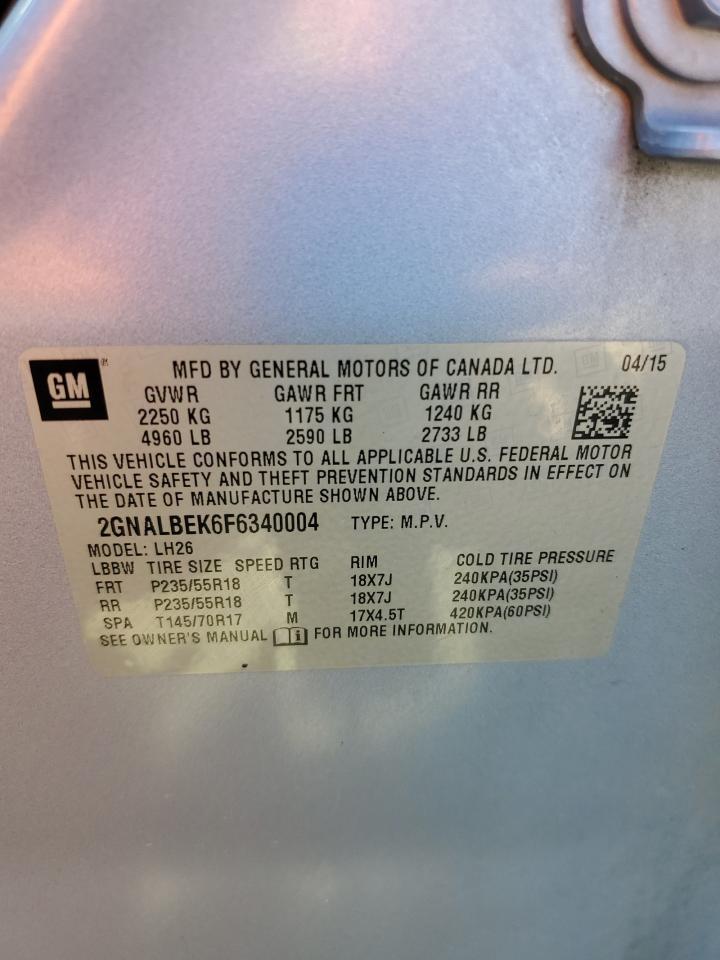 GM
MFD BY GENERAL MOTORS OF CANADA LTD. 04/15
GVWR GAWR FRT GAWR RR
2250 KG 1175 KG 1240 KG
4960 LB 2590 LB 2733 LB
THIS VEHICLE CONFORMS TO ALL APPLICABLE U.S. FEDERAL MOTOR
VEHICLE SAFETY AND THEFT PREVENTION STANDARDS IN EFFECT ON
THE DATE OF MANUFACTURE SHOWN ABOVE.
2GNALBEK6F6340004 TYPE: M.P.V.
MODEL: LH26
LBBW TIRE SIZE SPEED RTG RIM COLD TIRE PRESSURE
FRT P235/55R18 T 18X7J 240KPA(35PSI)
RR P235/55R18 T 18X7J 240KPA(35PSI)
SPA T145/70R17 M 17X4.5T 420KPA(60PSI)
SEE OWNER'S MANUAL i FOR MORE INFORMATION.